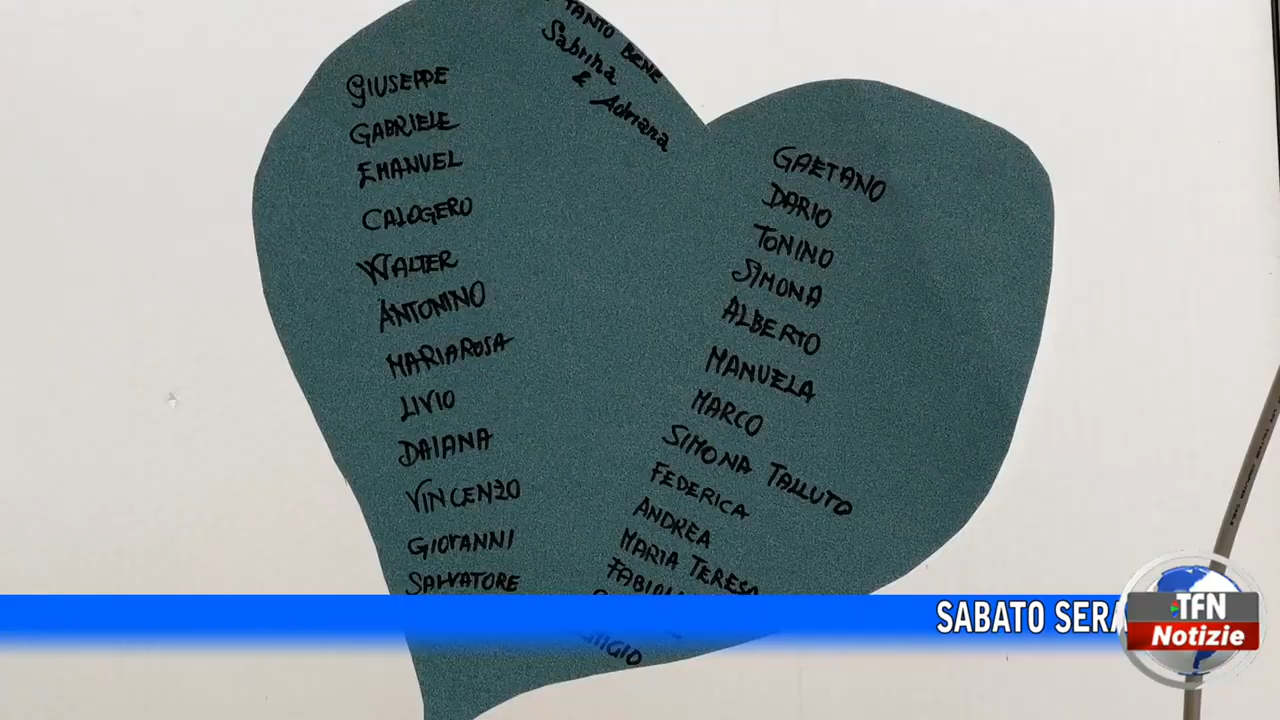 TANTO BENE
Sabrina
& Adriana
GIUSEPPE
GABRIELE
EMANUEL
CALOGERO
WALTER
ANTONINO
MARIAROSA
LIVIO
DAIANA
VINCENZO
GIOVANNI
SALVATORE
GAETANO
DARIO
TONINO
SIMONA
ALBERTO
MANUELA
MARCO
SIMONA TALLUTO
FEDERICA
ANDREA
MARIA TERESA
SABATO SERA
TFN
Notizie